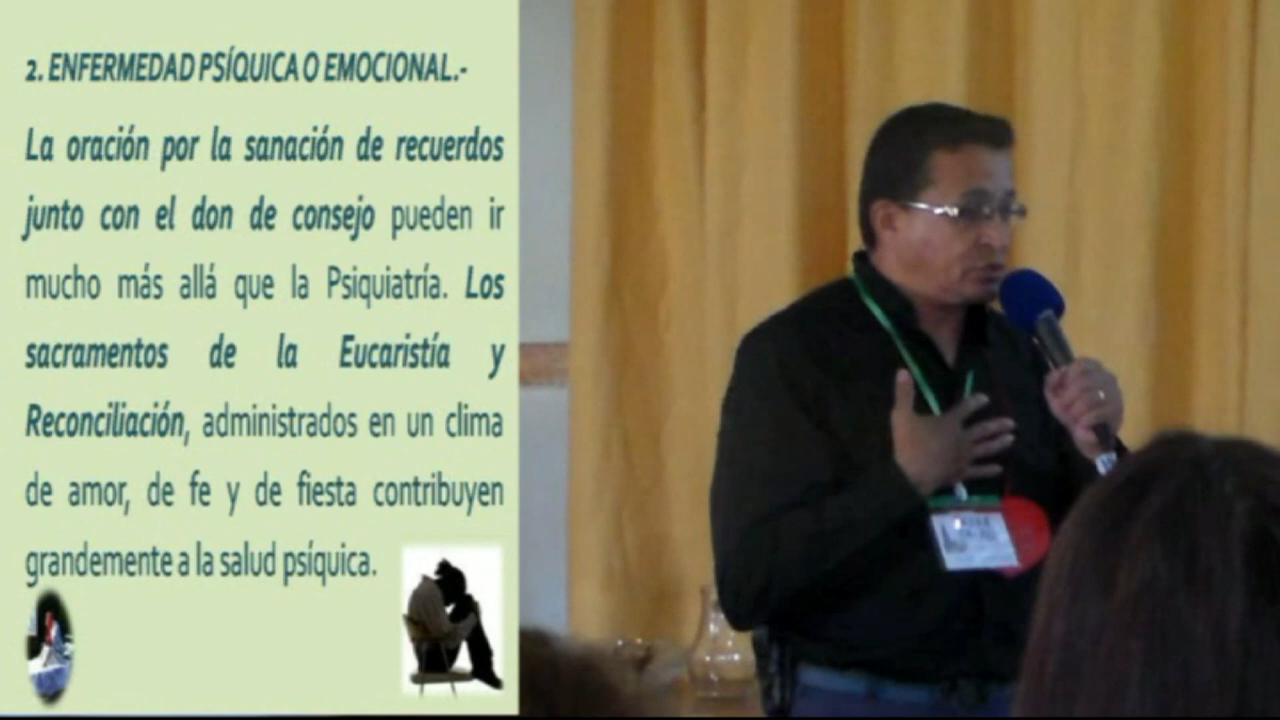 2. ENFERMEDAD PSÍQUICA O EMOCIONAL.-
La oración por la sanación de recuerdos
junto con el don de consejo pueden ir
mucho más allá que la Psiquiatría. Los
sacramentos de la Eucaristía y
Reconciliación, administrados en un clima
de amor, de fe y de fiesta contribuyen
grandemente a la salud psíquica.